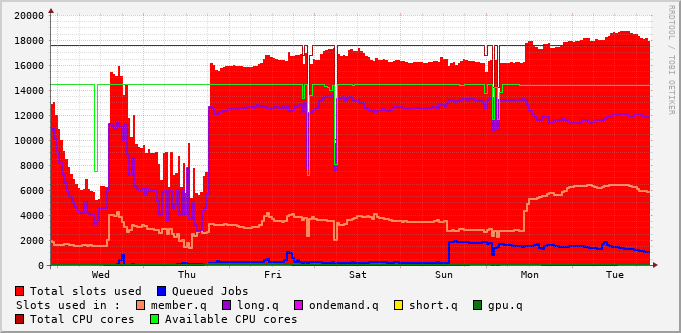 20000
18000
16000
14000
12000
10000
8000
6000
4000
2000
0
Wed Thu Fri Sat Sun Mon Tue
RRDTOOL / TOBI OETIKER
Total slots used Queued Jobs
Slots used in : member.q long.q ondemand.q short.q gpu.q
Total CPU cores Available CPU cores